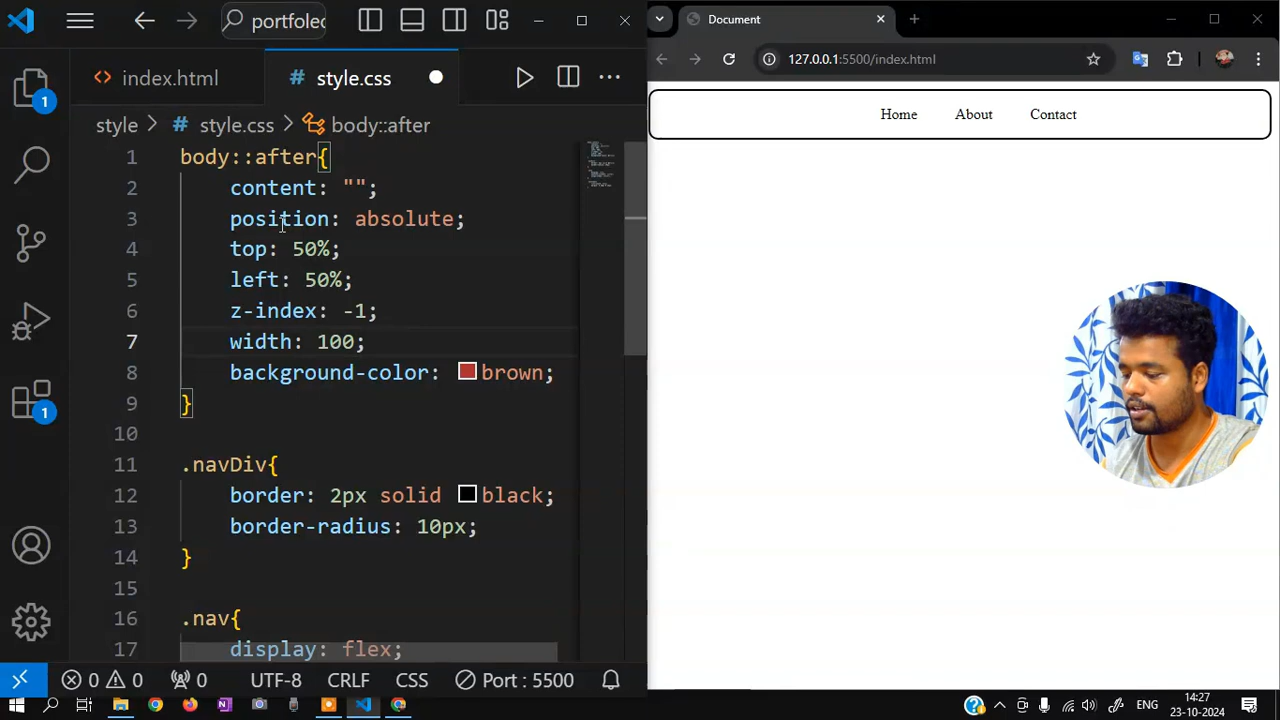 portfolec
index.html
style.css
style > # style.css > body::after
1 body::after{
2 content: "";
3 position: absolute;
4 top: 50%;
5 left: 50%;
6 z-index: -1;
7 width: 100;
8 background-color: brown;
9 }
10
11 .navDiv{
12 border: 2px solid black;
13 border-radius: 10px;
14 }
15
16 .nav{
17 display: flex;
1
1
1
0 0 0 UTF-8 CRLF CSS Port : 5500
Document
127.0.0.1:5500/index.html
Home About Contact
ENG
14:27
23-10-2024